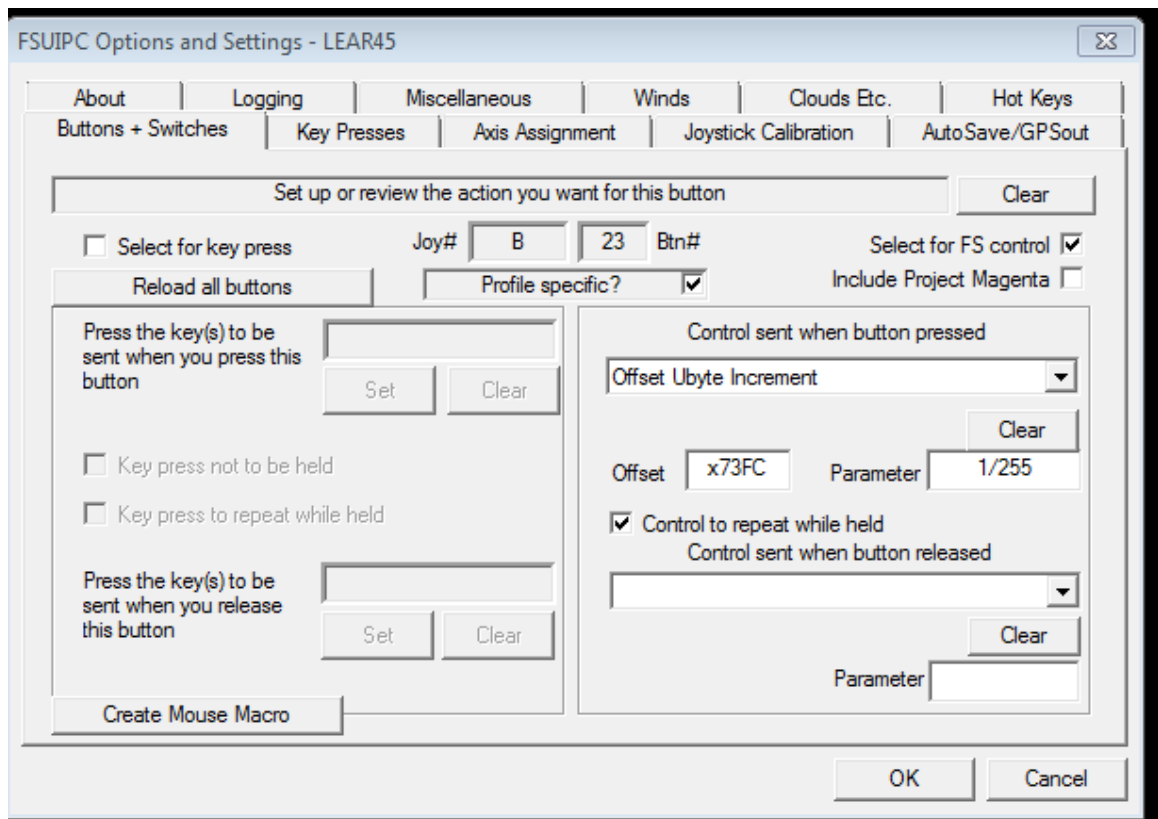 FSUIPC Options and Settings - LEAR45
About
Logging
Miscellaneous
Winds
Clouds Etc.
Hot Keys
Buttons + Switches
Key Presses
Axis Assignment
Joystick Calibration
AutoSave/GPSout
Set up or review the action you want for this button
Clear
Select for key press
Joy#
B
23
Btn#
Select for FS control
Reload all buttons
Profile specific?
Include Project Magenta
Press the key(s) to be
sent when you press this
button
Set
Clear
Key press not to be held
Key press to repeat while held
Press the key(s) to be
sent when you release
this button
Set
Clear
Create Mouse Macro
Control sent when button pressed
Offset Ubyte Increment
Clear
Offset
x73FC
Parameter
1/255
Control to repeat while held
Control sent when button released
Clear
Parameter
OK
Cancel